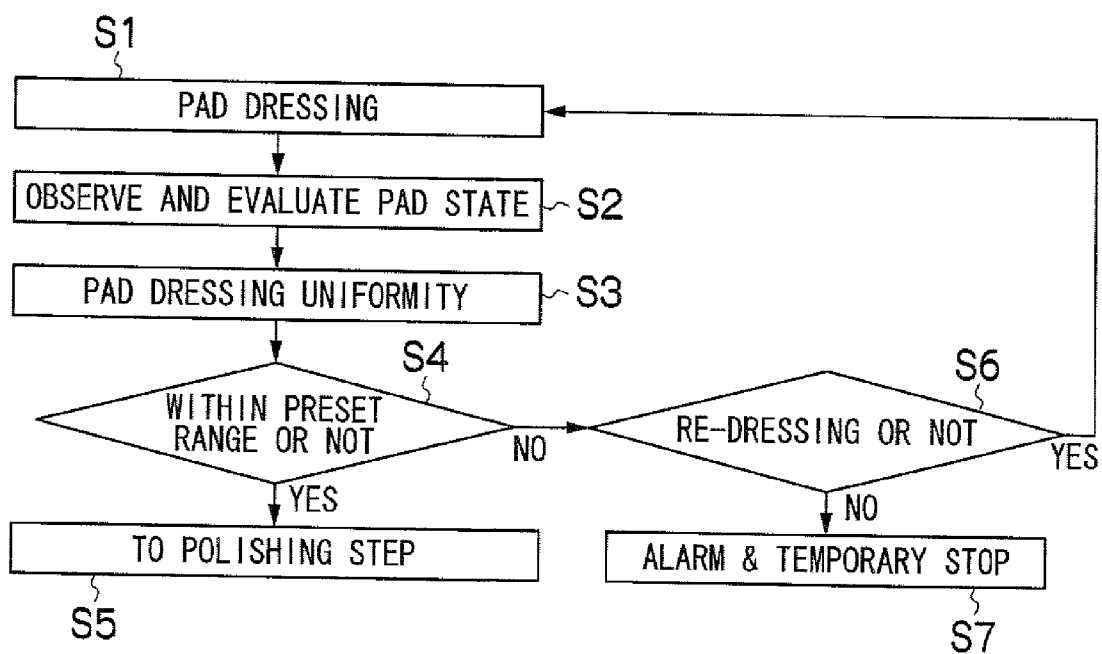 S1
PAD DRESSING
OBSERVE AND EVALUATE PAD STATE
S2
PAD DRESSING UNIFORMITY
S3
S4
WITHIN PRESET
RANGE OR NOT
NO
YES
S6
RE-DRESSING OR NOT
YES
NO
TO POLISHING STEP
S5
ALARM & TEMPORARY STOP
S7